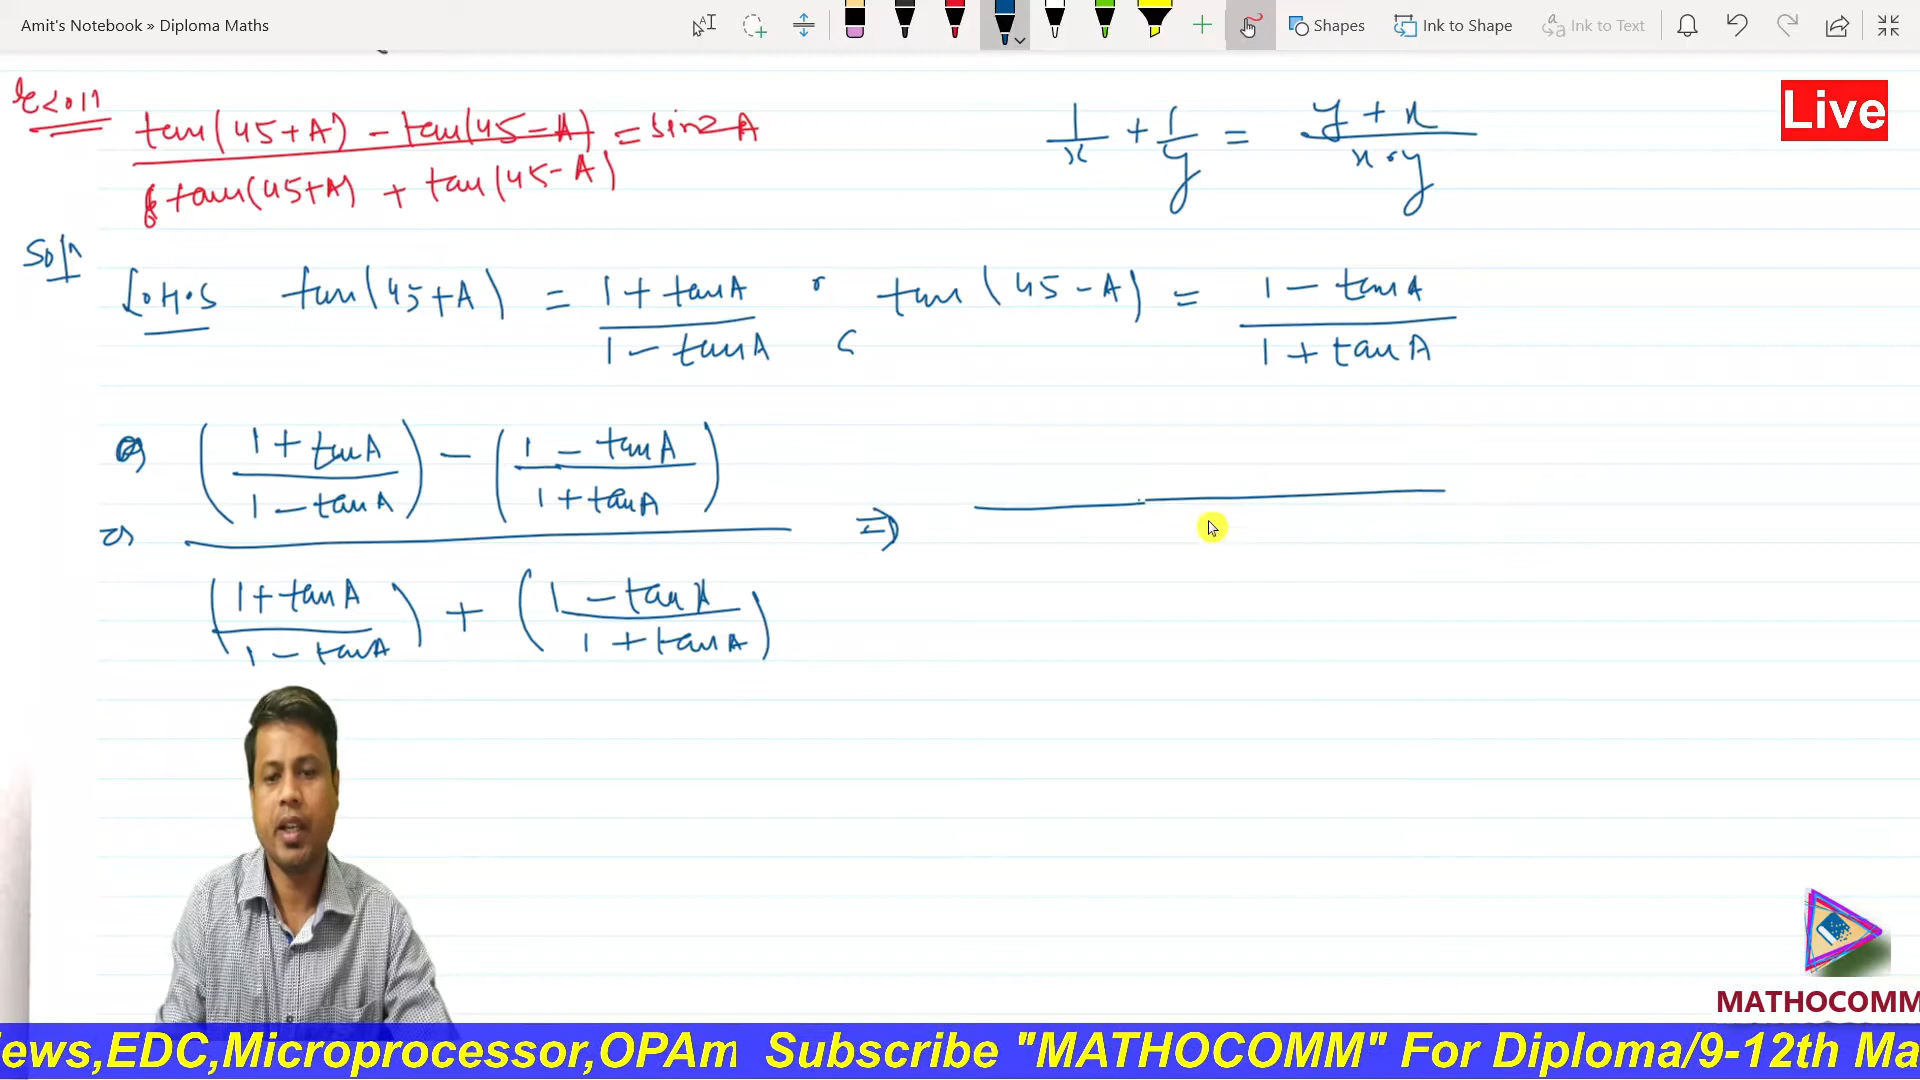 Amit's Notebook » Diploma Maths
Shapes
Ink to Shape
Ink to Text
Live
tan(45+A) - tan(45-A) = sin2A
tan(45+A) + tan(45-A)
1/x + 1/y = y + x / x . y
Soln
L.H.S tan(45+A) = 1 + tanA / 1 - tanA , tan(45-A) = 1 - tanA / 1 + tanA
(1 + tanA / 1 - tanA) - (1 - tanA / 1 + tanA) ⇒
(1 + tanA / 1 - tanA) + (1 - tanA / 1 + tanA)
MATHOCOMM
ews,EDC,Microprocessor,OPAm Subscribe "MATHOCOMM" For Diploma/9-12th Ma